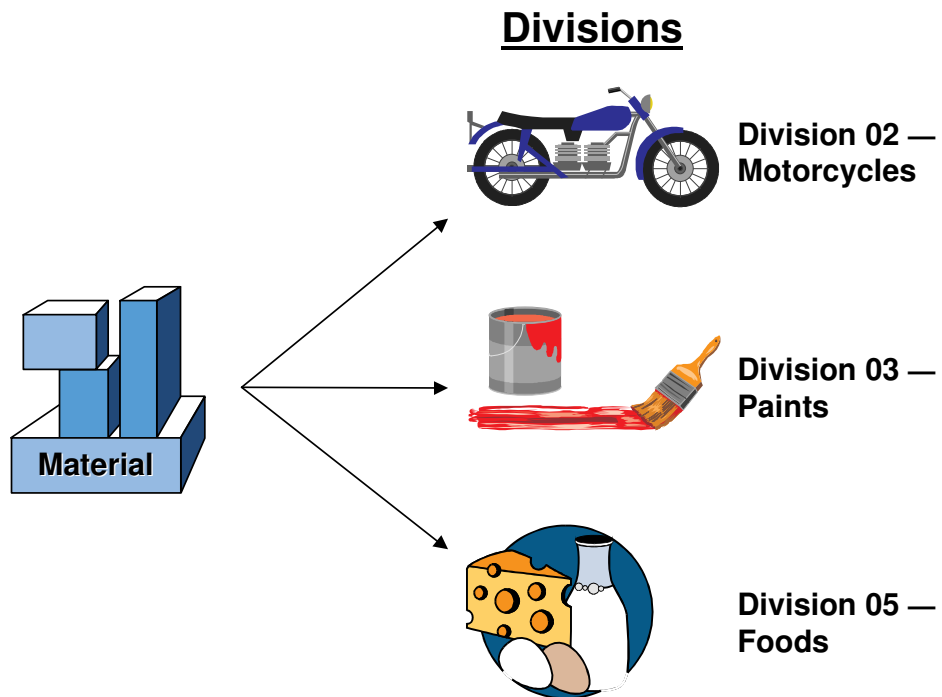 Divisions
Division 02 —
Motorcycles
Division 03 —
Paints
Material
Division 05 —
Foods